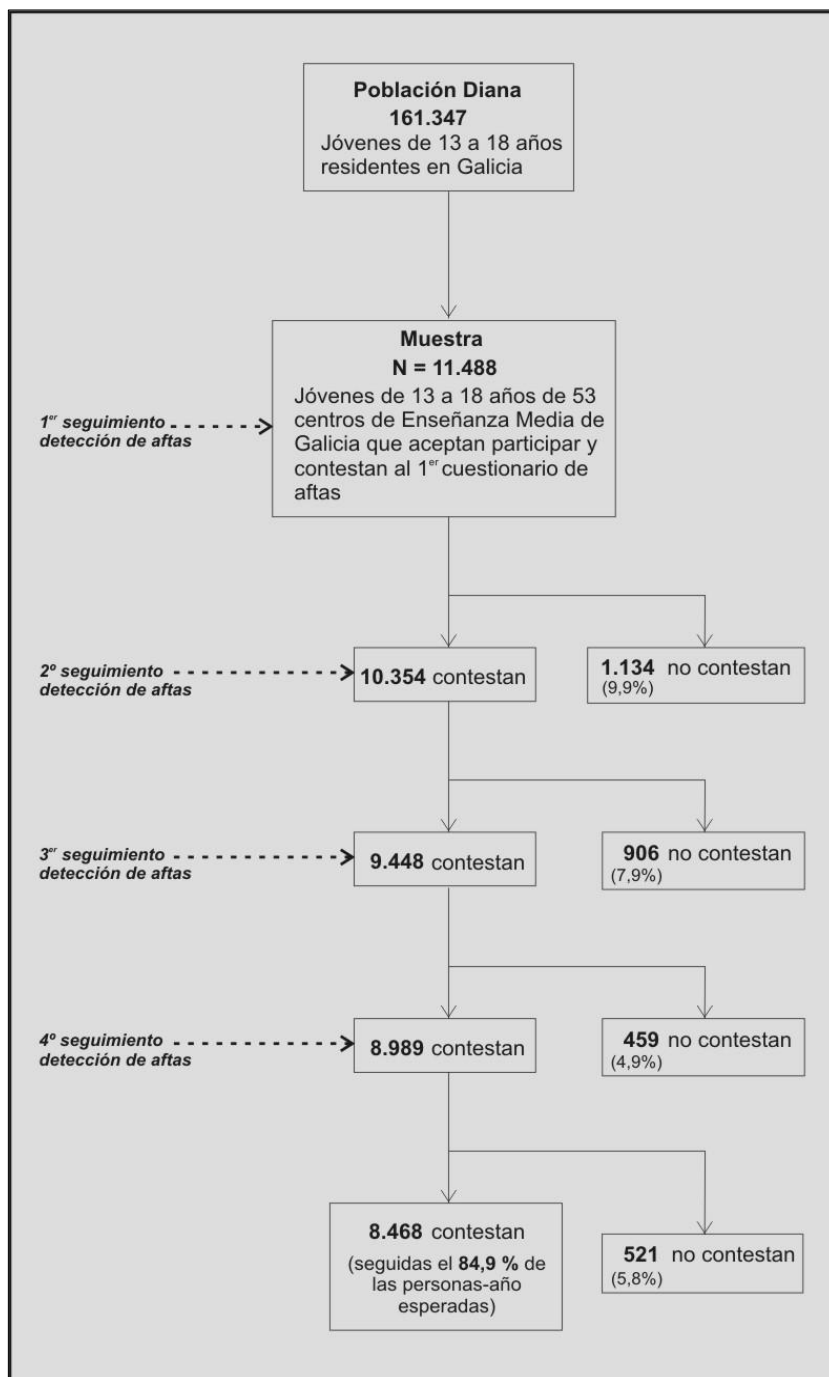 Población Diana
161.347
Jóvenes de 13 a 18 años
residentes en Galicia
Muestra
N = 11.488
Jóvenes de 13 a 18 años de 53
centros de Enseñanza Media de
Galicia que aceptan participar y
contestan al 1er cuestionario de
aftas
1er seguimiento
detección de aftas
2º seguimiento
detección de aftas
10.354 contestan
1.134 no contestan
(9,9%)
3er seguimiento
detección de aftas
9.448 contestan
906 no contestan
(7,9%)
4º seguimiento
detección de aftas
8.989 contestan
459 no contestan
(4,9%)
8.468 contestan
(seguidas el 84,9 % de
las personas-año
esperadas)
521 no contestan
(5,8%)